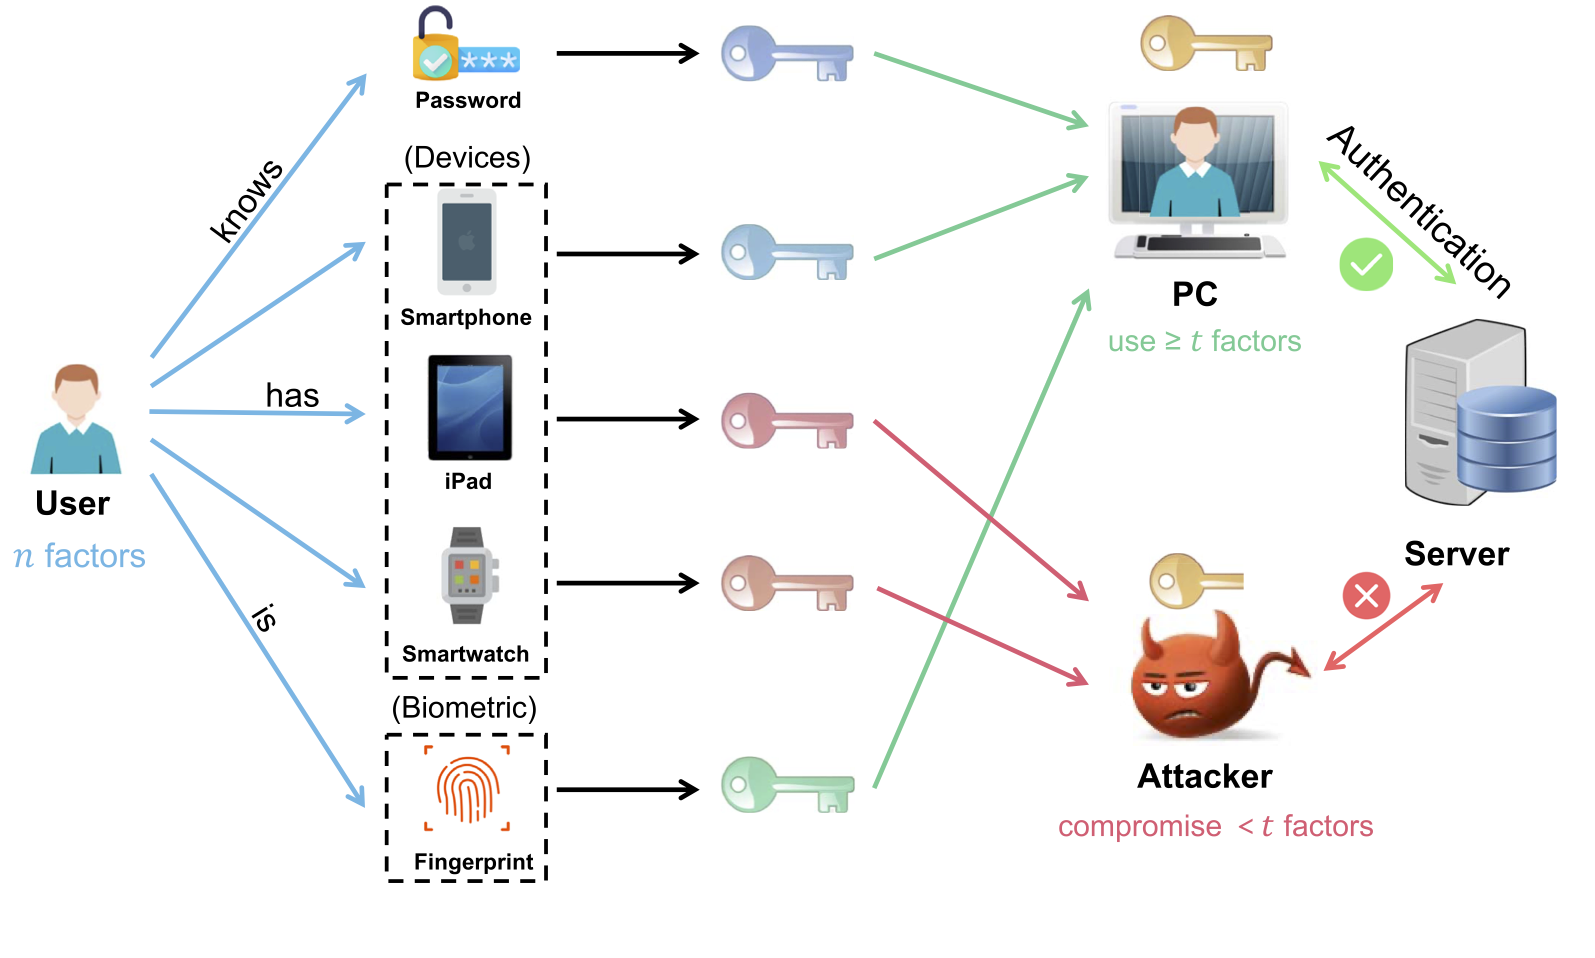 Password
***
(Devices)
knows
Smartphone
has
iPad
User
n factors
is
Smartwatch
(Biometric)
Fingerprint
PC
use ≥ t factors
Authentication
Server
Attacker
compromise < t factors